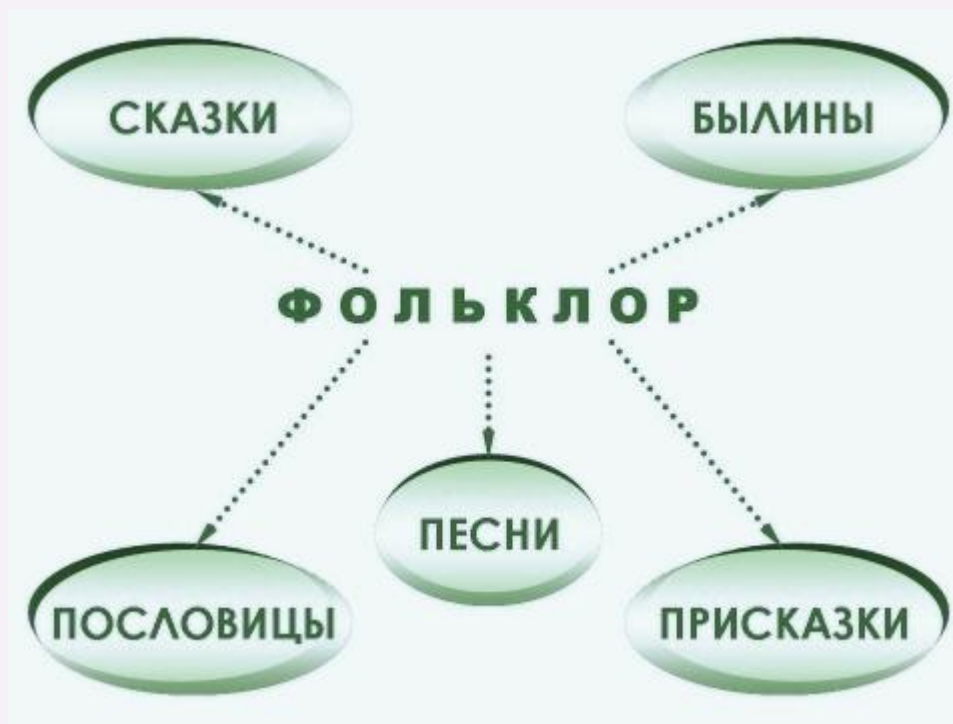 СКАЗКИ
БЫЛИНЫ
ФОЛЬКЛОР
ПЕСНИ
ПОСЛОВИЦЫ
ПРИСКАЗКИ